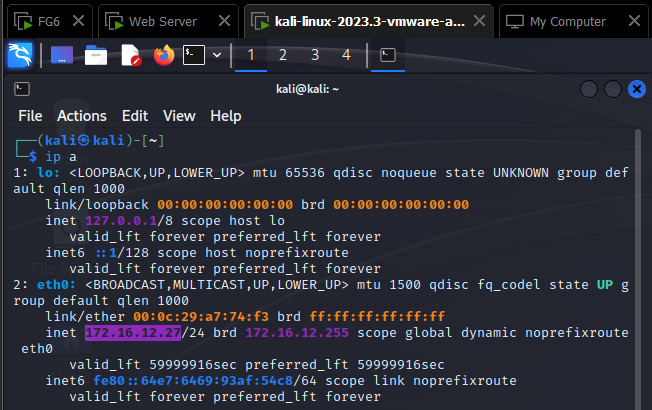 FG6
Web Server
kali-linux-2023.3-vmware-a...
My Computer
1 2 3 4
kali@kali: ~
File Actions Edit View Help
┌──(kali㉿kali)-[~]
└─$ ip a
1: lo: <LOOPBACK,UP,LOWER_UP> mtu 65536 qdisc noqueue state UNKNOWN group def
ault qlen 1000
    link/loopback 00:00:00:00:00:00 brd 00:00:00:00:00:00
    inet 127.0.0.1/8 scope host lo
       valid_lft forever preferred_lft forever
    inet6 ::1/128 scope host noprefixroute
       valid_lft forever preferred_lft forever
2: eth0: <BROADCAST,MULTICAST,UP,LOWER_UP> mtu 1500 qdisc fq_codel state UP g
roup default qlen 1000
    link/ether 00:0c:29:a7:74:f3 brd ff:ff:ff:ff:ff:ff
    inet 172.16.12.27/24 brd 172.16.12.255 scope global dynamic noprefixroute
 eth0
       valid_lft 59999916sec preferred_lft 59999916sec
    inet6 fe80::64e7:6469:93af:54c8/64 scope link noprefixroute
       valid_lft forever preferred_lft forever